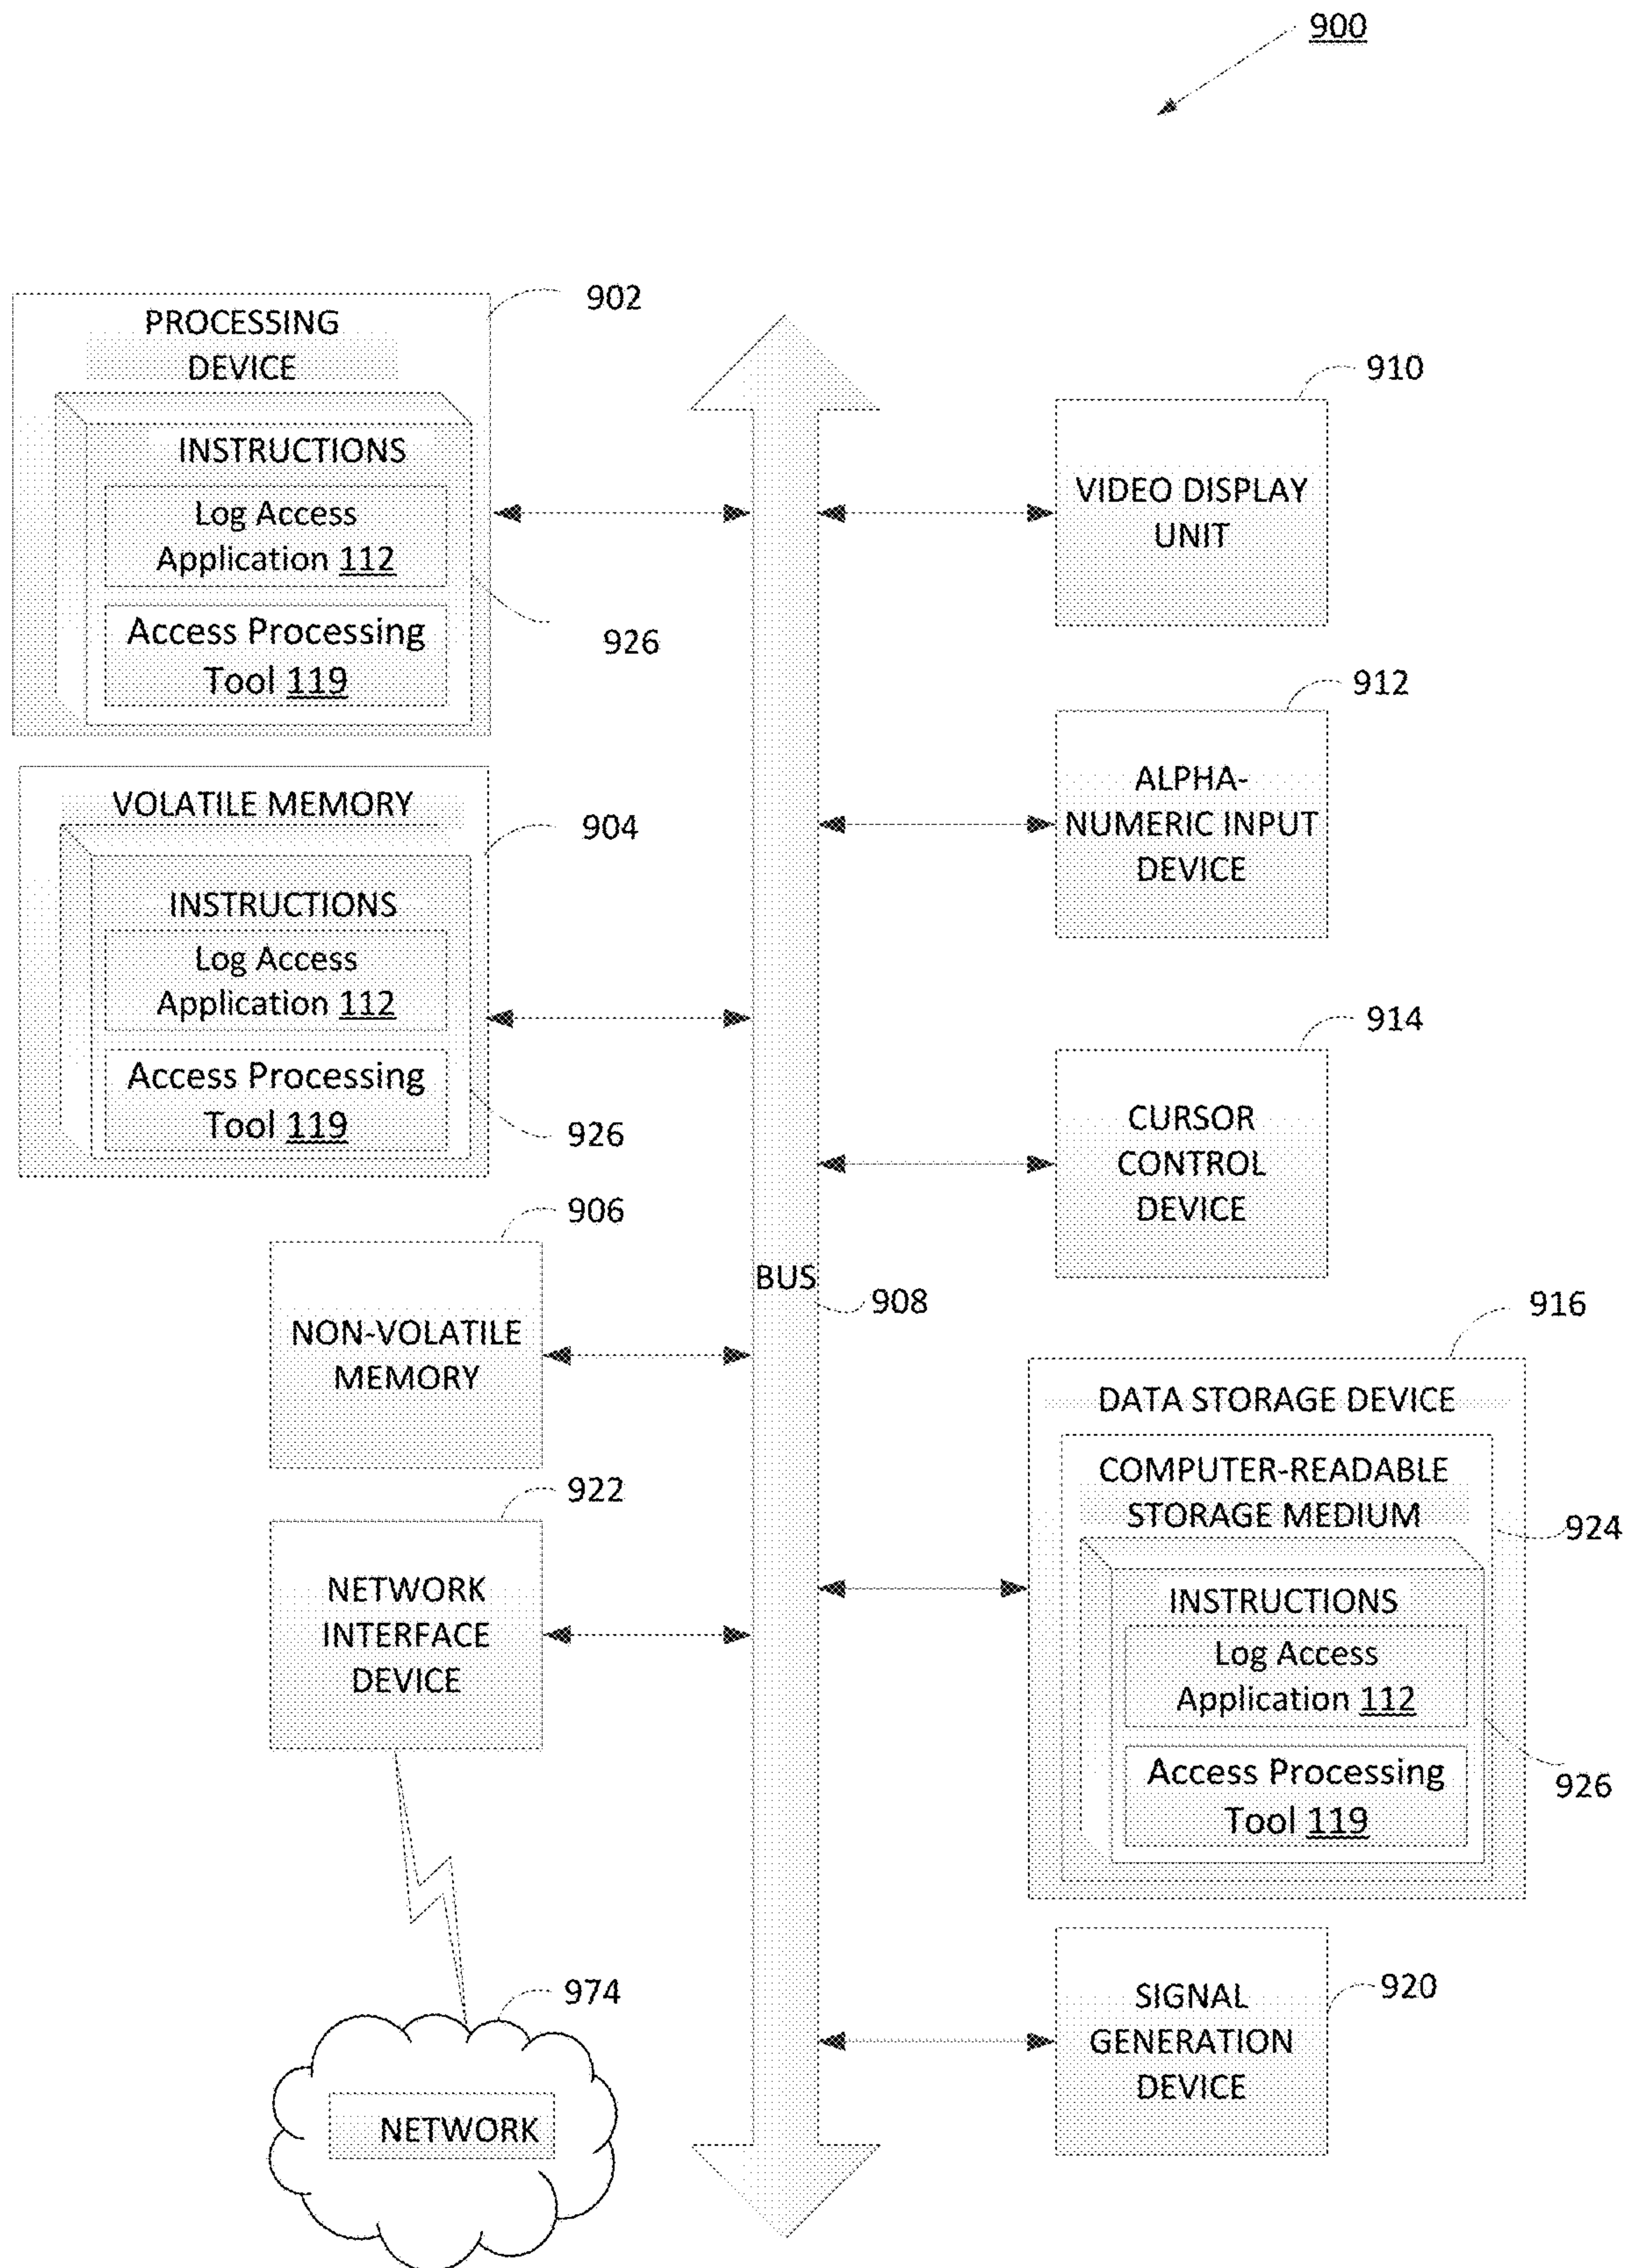 900
902
PROCESSING
DEVICE
INSTRUCTIONS
Log Access
Application 112
Access Processing
Tool 119
926
VOLATILE MEMORY
904
INSTRUCTIONS
Log Access
Application 112
Access Processing
Tool 119
926
906
NON-VOLATILE
MEMORY
922
NETWORK
INTERFACE
DEVICE
974
NETWORK
BUS
908
910
VIDEO DISPLAY
UNIT
912
ALPHA-
NUMERIC INPUT
DEVICE
914
CURSOR
CONTROL
DEVICE
916
DATA STORAGE DEVICE
COMPUTER-READABLE
STORAGE MEDIUM
924
INSTRUCTIONS
Log Access
Application 112
Access Processing
Tool 119
926
920
SIGNAL
GENERATION
DEVICE